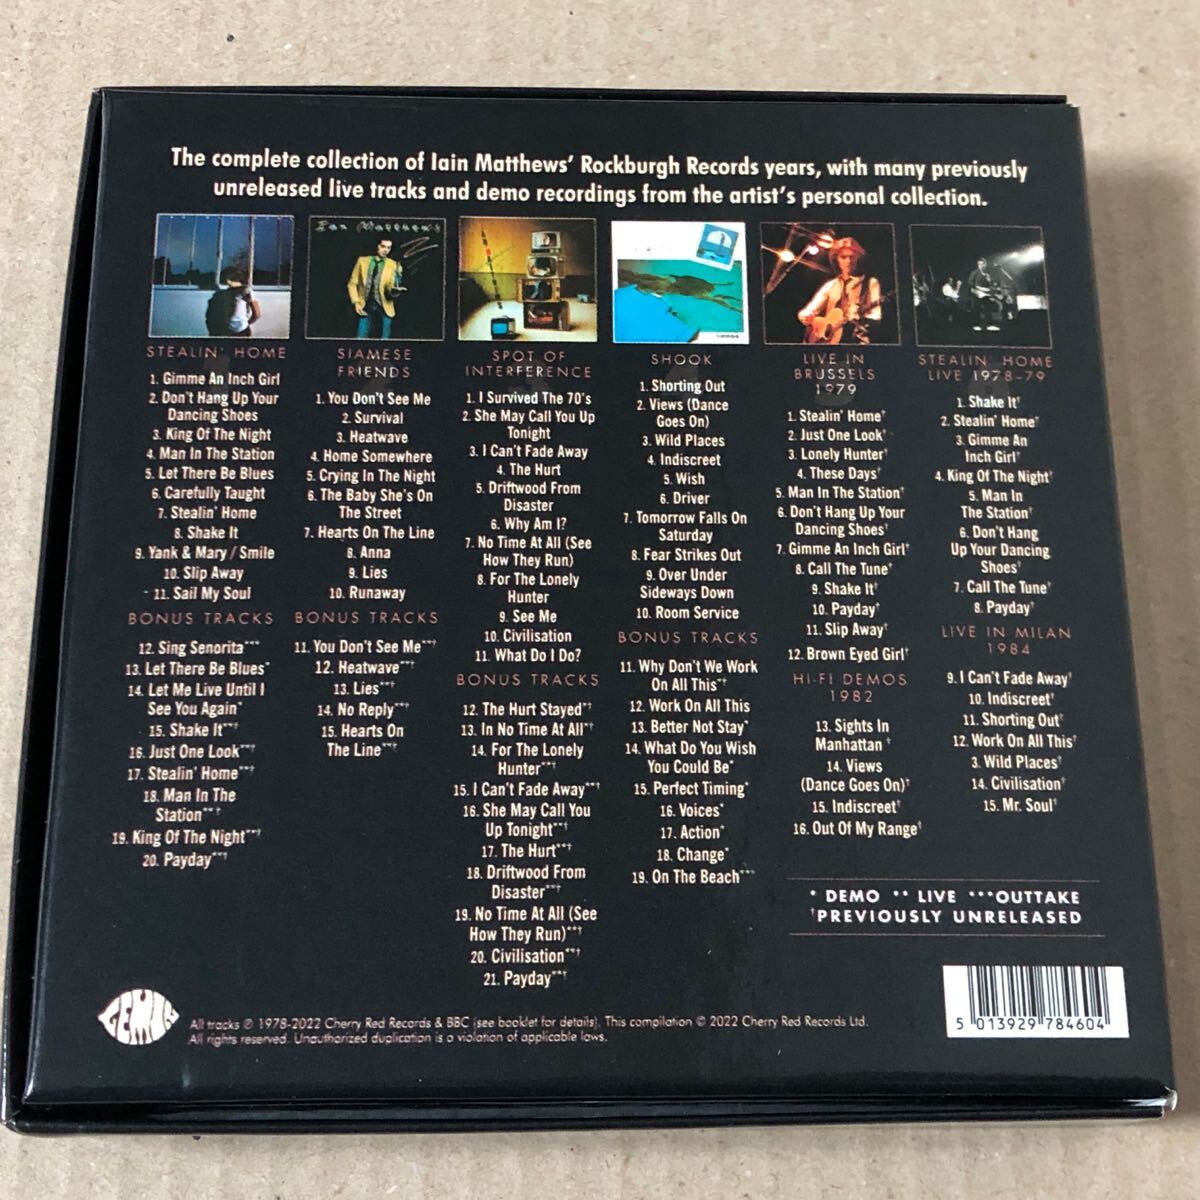 The complete collection of Iain Matthews' Rockburgh Records years, with many previously
unreleased live tracks and demo recordings from the artist's personal collection.
Ian Matthews
STEALIN' HOME
1. Gimme An Inch Girl
2. Don't Hang Up Your
Dancing Shoes
3. King Of The Night
4. Man In The Station
5. Let There Be Blues
6. Carefully Taught
7. Stealin' Home
8. Shake It
9. Yank & Mary / Smile
10. Slip Away
11. Sail My Soul
BONUS TRACKS
12. Sing Senorita***
13. Let There Be Blues*
14. Let Me Live Until I
See You Again*
15. Shake It**†
16. Just One Look**†
17. Stealin' Home**†
18. Man In The
Station**†
19. King Of The Night**†
20. Payday**†
SIAMESE
FRIENDS
1. You Don't See Me
2. Survival
3. Heatwave
4. Home Somewhere
5. Crying In The Night
6. The Baby She's On
The Street
7. Hearts On The Line
8. Anna
9. Lies
10. Runaway
BONUS TRACKS
11. You Don't See Me**†
12. Heatwave**†
13. Lies**†
14. No Reply**†
15. Hearts On
The Line**†
SPOT OF
INTERFERENCE
1. I Survived The 70's
2. She May Call You Up
Tonight
3. I Can't Fade Away
4. The Hurt
5. Driftwood From
Disaster
6. Why Am I?
7. No Time At All (See
How They Run)
8. For The Lonely
Hunter
9. See Me
10. Civilisation
11. What Do I Do?
BONUS TRACKS
12. The Hurt Stayed*†
13. In No Time At All*†
14. For The Lonely
Hunter**†
15. I Can't Fade Away**†
16. She May Call You
Up Tonight**†
17. The Hurt**†
18. Driftwood From
Disaster**†
19. No Time At All (See
How They Run)**†
20. Civilisation**†
21. Payday**†
SHOOK
1. Shorting Out
2. Views (Dance
Goes On)
3. Wild Places
4. Indiscreet
5. Wish
6. Driver
7. Tomorrow Falls On
Saturday
8. Fear Strikes Out
9. Over Under
Sideways Down
10. Room Service
BONUS TRACKS
11. Why Don't We Work
On All This*†
12. Work On All This
13. Better Not Stay*
14. What Do You Wish
You Could Be*
15. Perfect Timing*
16. Voices*
17. Action*
18. Change*
19. On The Beach***
LIVE IN
BRUSSELS
1979
1. Stealin' Home†
2. Just One Look†
3. Lonely Hunter†
4. These Days†
5. Man In The Station†
6. Don't Hang Up Your
Dancing Shoes†
7. Gimme An Inch Girl†
8. Call The Tune†
9. Shake It†
10. Payday†
11. Slip Away†
12. Brown Eyed Girl†
HI-FI DEMOS
1982
13. Sights In
Manhattan †
14. Views
(Dance Goes On)†
15. Indiscreet†
16. Out Of My Range†
STEALIN' HOME
LIVE 1978-79
1. Shake It†
2. Stealin' Home†
3. Gimme An
Inch Girl†
4. King Of The Night†
5. Man In
The Station†
6. Don't Hang
Up Your Dancing
Shoes†
7. Call The Tune†
8. Payday†
LIVE IN MILAN
1984
9. I Can't Fade Away†
10. Indiscreet†
11. Shorting Out†
12. Work On All This†
3. Wild Places†
14. Civilisation†
15. Mr. Soul†
* DEMO ** LIVE ***OUTTAKE
†PREVIOUSLY UNRELEASED
GEMINI
All tracks ℗ 1978-2022 Cherry Red Records & BBC (see booklet for details). This compilation © 2022 Cherry Red Records Ltd.
All rights reserved. Unauthorized duplication is a violation of applicable laws.
5 013929 784604